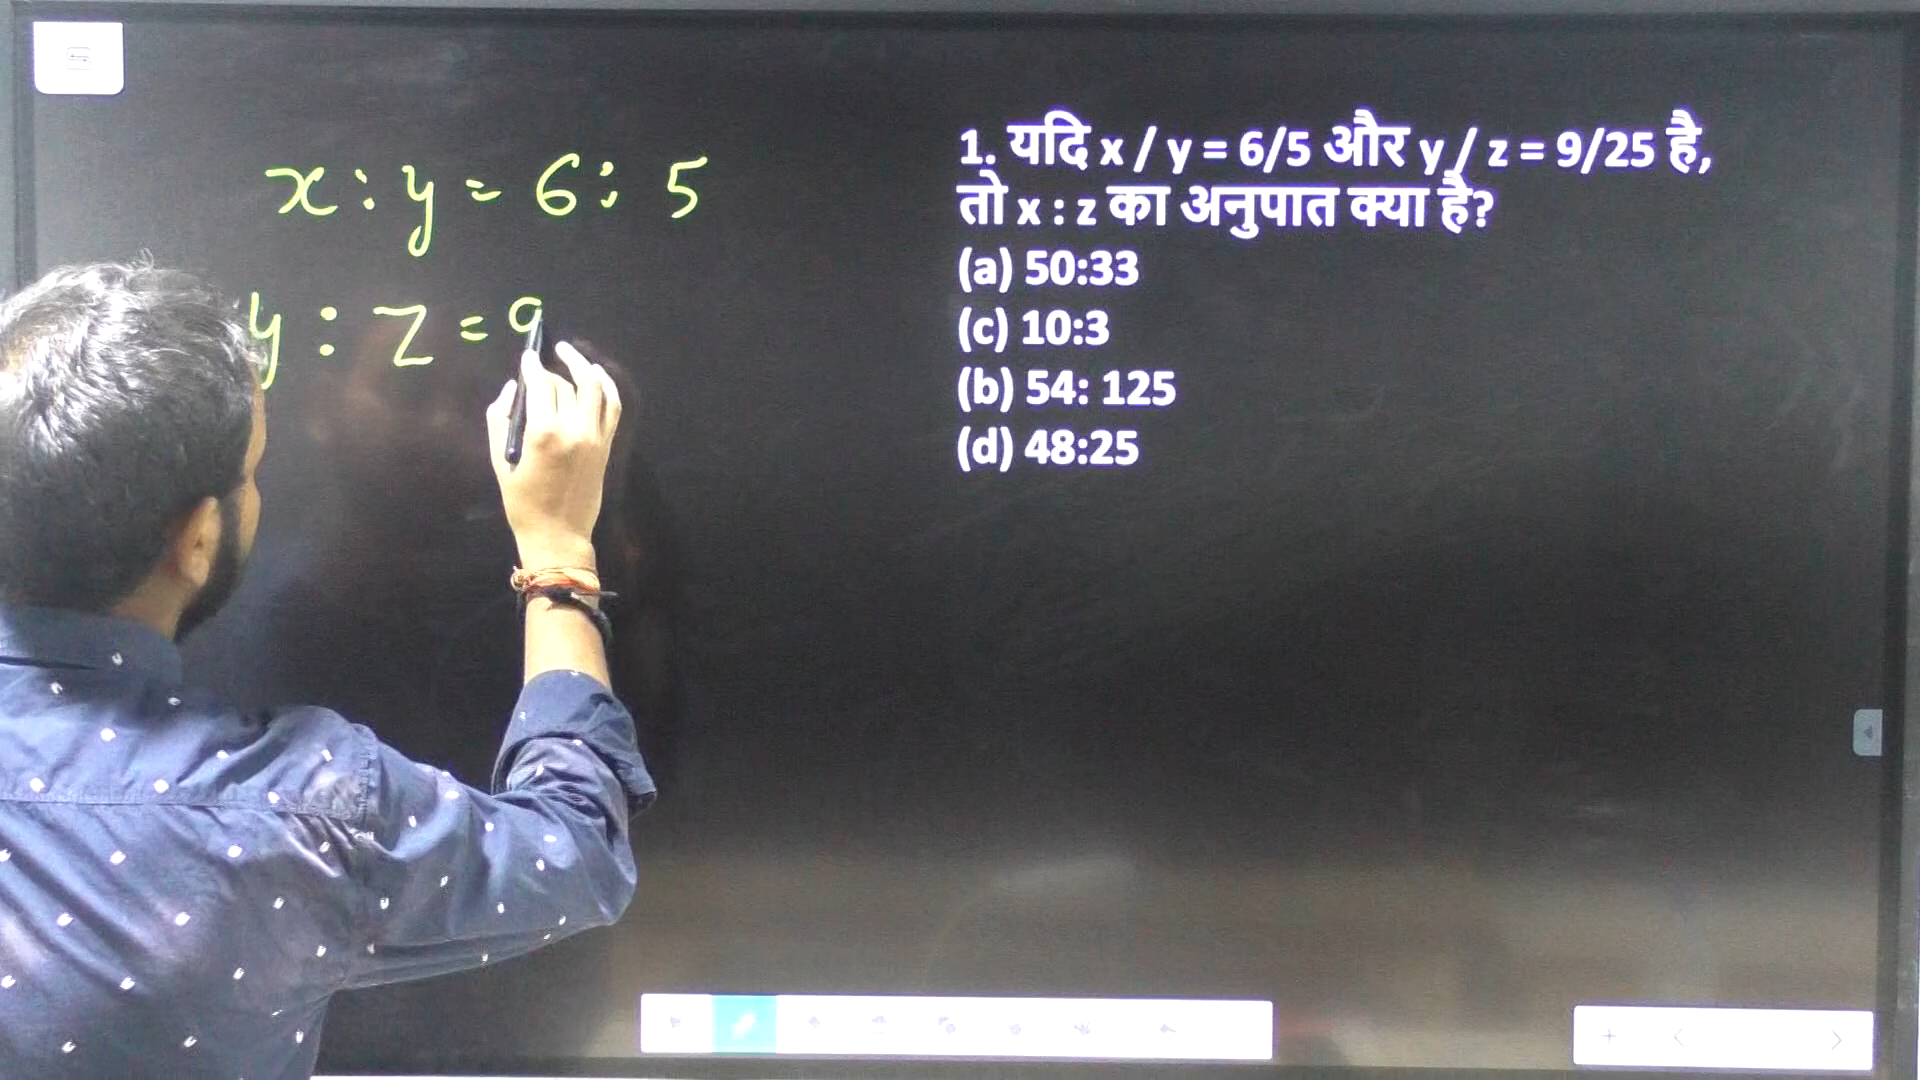 x : y = 6 : 5
y : z = 9
1. यदि x / y = 6/5 और y / z = 9/25 है,
तो x : z का अनुपात क्या है?
(a) 50:33
(c) 10:3
(b) 54: 125
(d) 48:25